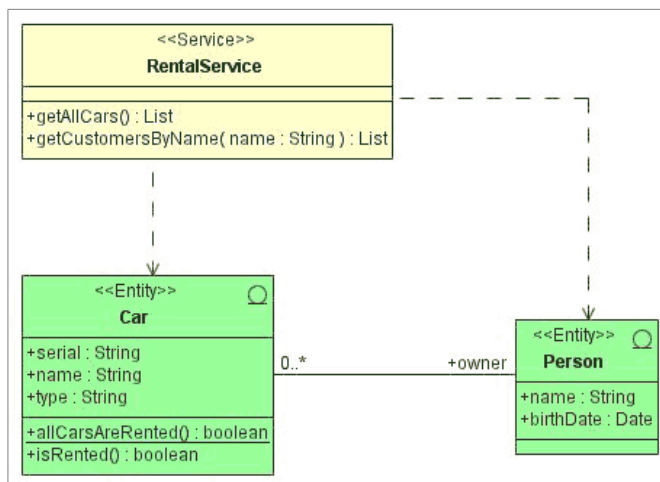 <<Service>>
RentalService
+getAllCars() : List
+getCustomersByName( name : String ) : List
<<Entity>>
Car
+serial : String
+name : String
+type : String
+allCarsAreRented() : boolean
+isRented() : boolean
0..*
+owner
<<Entity>>
Person
+name : String
+birthDate : Date